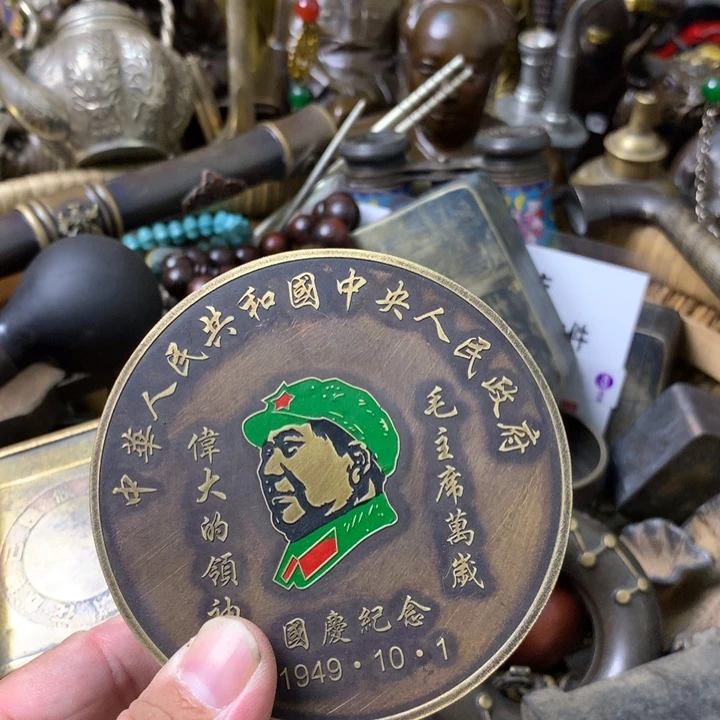 中華人民共和國中央人民政府
毛主席萬歲
偉大的領袖
國慶紀念
1949·10·1
件